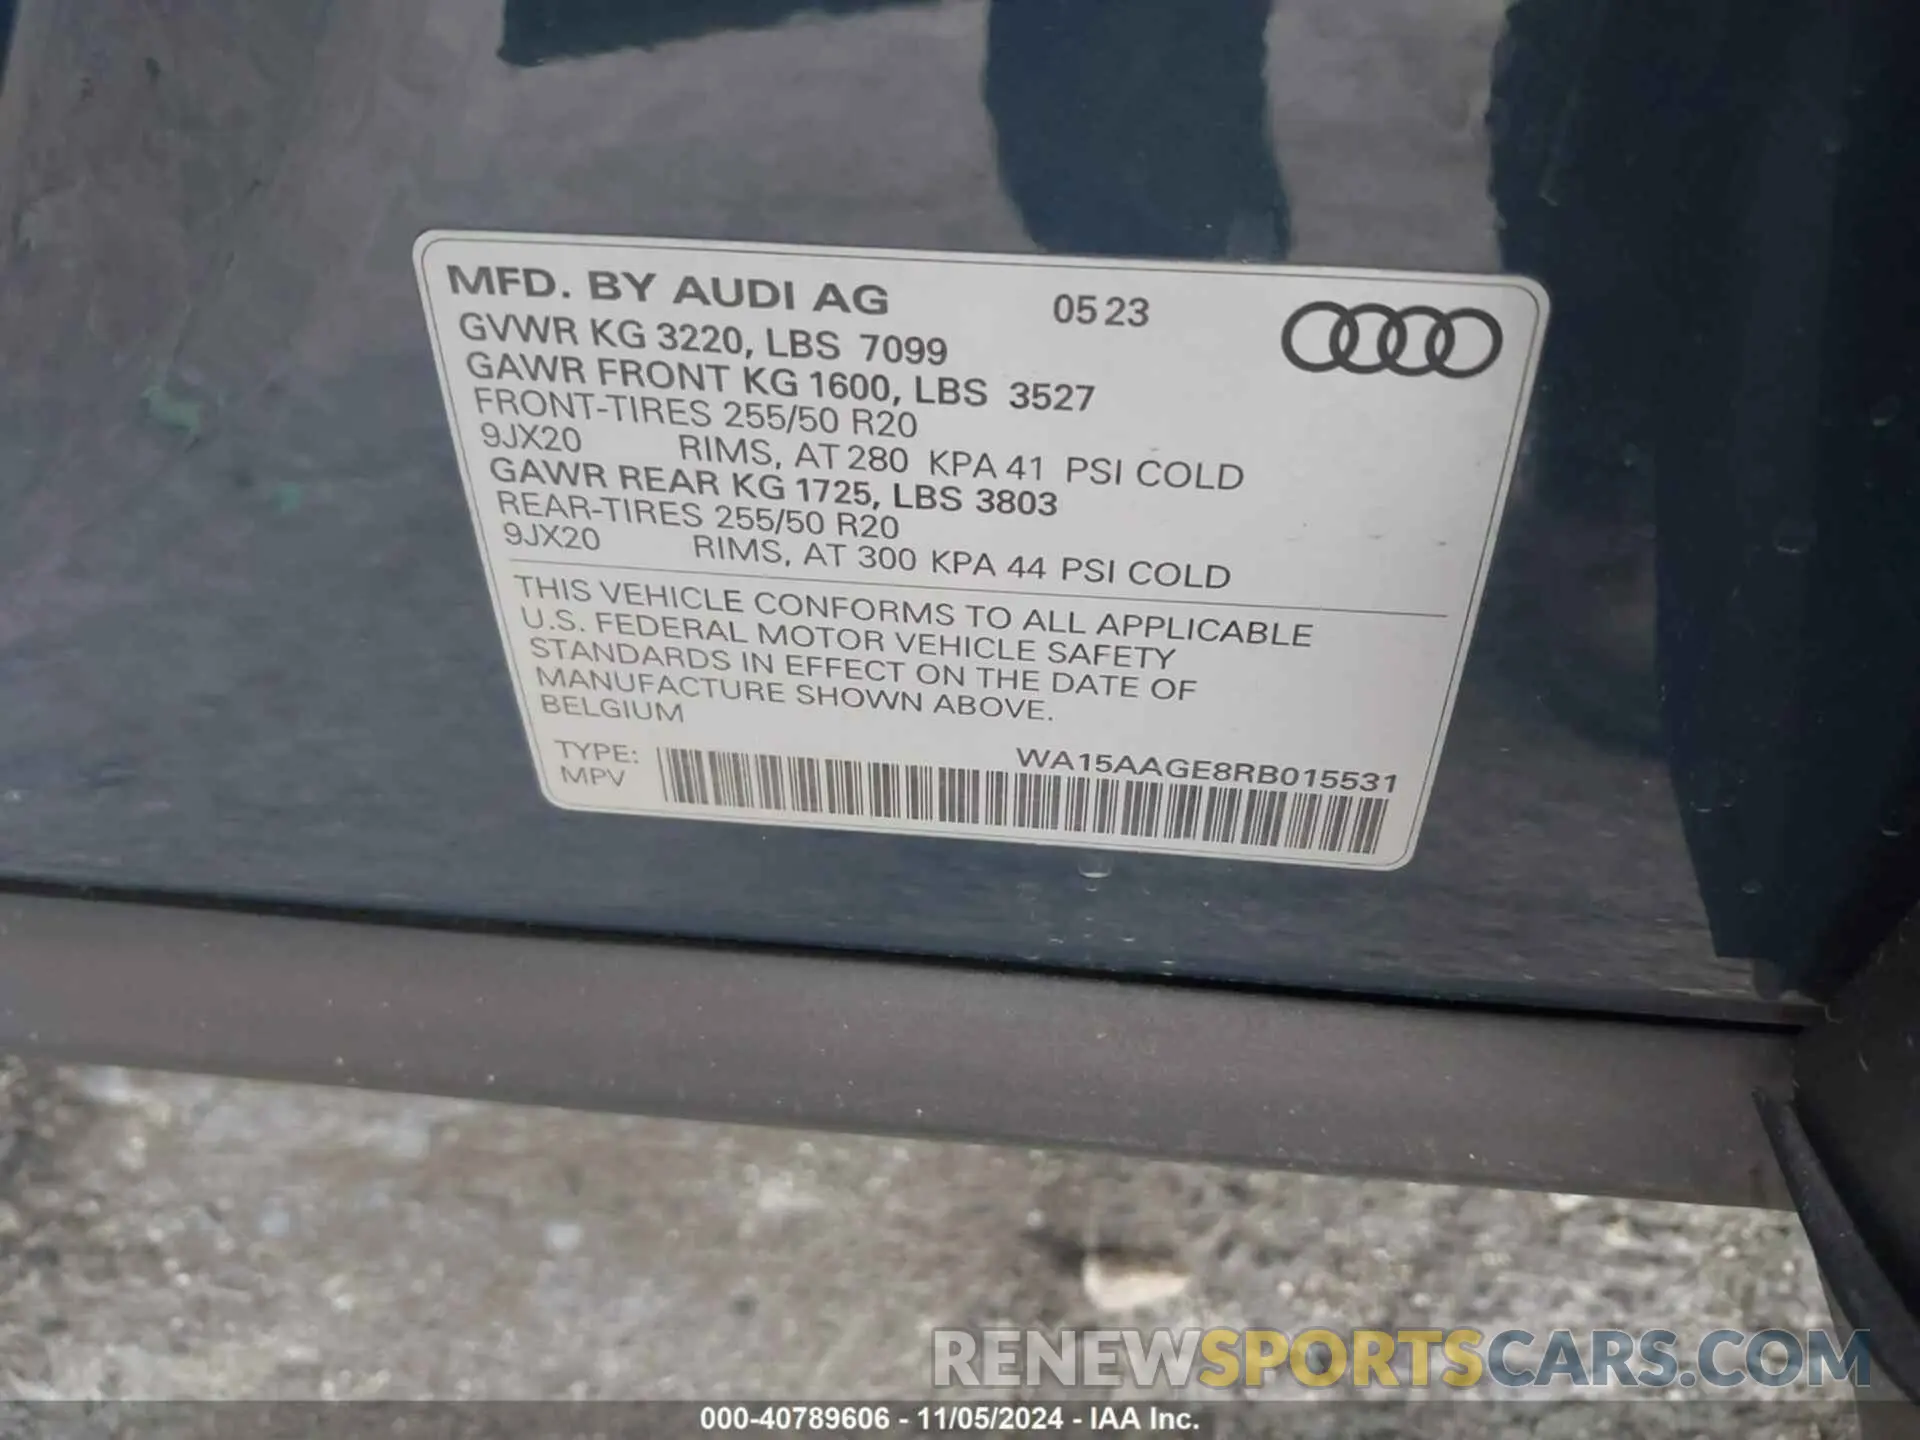 MFD. BY AUDI AG 05 23
GVWR KG 3220, LBS 7099
GAWR FRONT KG 1600, LBS 3527
FRONT-TIRES 255/50 R20
9JX20 RIMS, AT 280 KPA 41 PSI COLD
GAWR REAR KG 1725, LBS 3803
REAR-TIRES 255/50 R20
9JX20 RIMS, AT 300 KPA 44 PSI COLD
THIS VEHICLE CONFORMS TO ALL APPLICABLE
U.S. FEDERAL MOTOR VEHICLE SAFETY
STANDARDS IN EFFECT ON THE DATE OF
MANUFACTURE SHOWN ABOVE.
BELGIUM
TYPE: WA15AAGE8RB015531
MPV
RENEWSPORTSCARS.COM
000-40789606 - 11/05/2024 - IAA Inc.